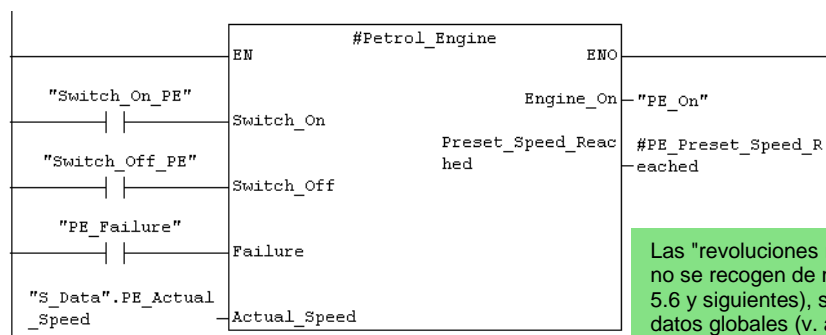 #Petrol_Engine
EN
ENO
"Switch_On_PE"
Switch_On
Engine_On
"PE_On"
"Switch_Off_PE"
Switch_Off
Preset_Speed_Reac
hed
#PE_Preset_Speed_R
eached
"PE_Failure"
Failure
"S_Data".PE_Actual
_Speed
Actual_Speed
Las "revoluciones
no se recogen de
5.6 y siguientes),
datos globales (v.